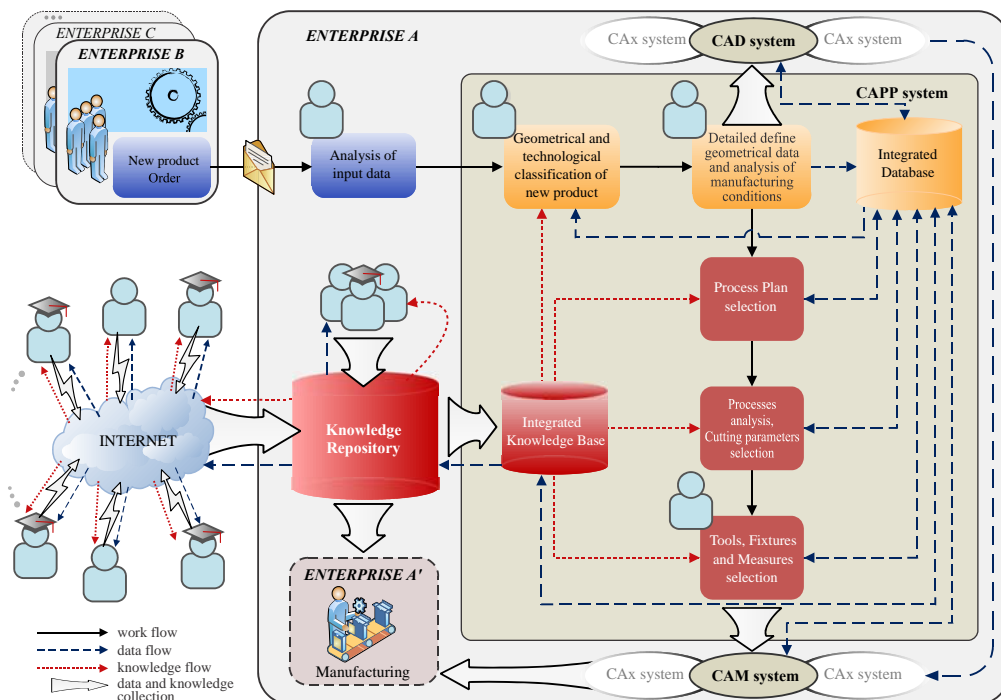 ENTERPRISE C
ENTERPRISE B
New product
Order
ENTERPRISE A
CAx system
CAD system
CAx system
CAPP system
Analysis of
input data
Geometrical and
technological
classification of
new product
Detailed define
geometrical data
and analysis of
manufacturing
conditions
Integrated
Database
Process Plan
selection
INTERNET
Knowledge
Repository
Integrated
Knowledge Base
Processes
analysis,
Cutting parameters
selection
Tools, Fixtures
and Measures
selection
ENTERPRISE A'
Manufacturing
CAx system
CAM system
CAx system
work flow
data flow
knowledge flow
data and knowledge
collection